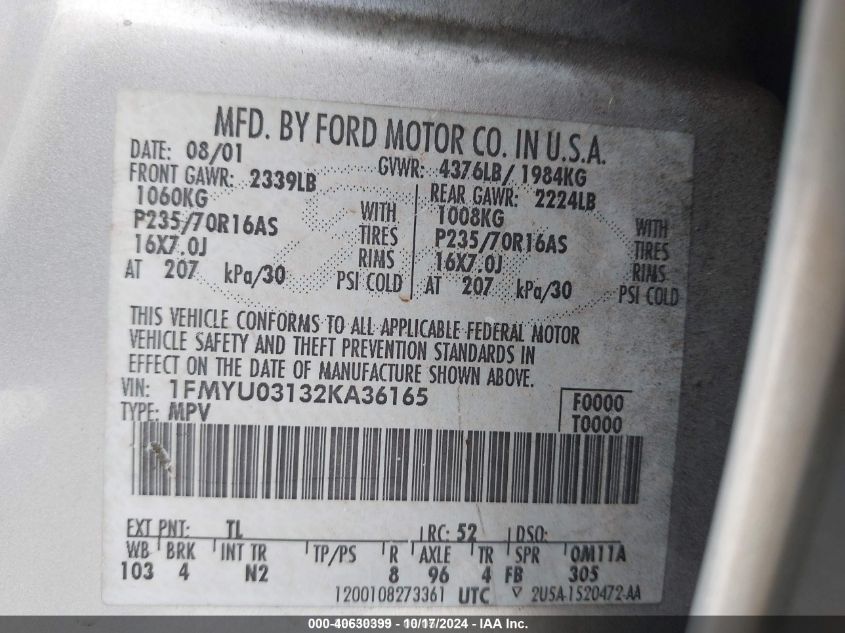 MFD. BY FORD MOTOR CO. IN U.S.A.
DATE: 08/01 GVWR: 4376LB/ 1984KG
FRONT GAWR: 2339LB REAR GAWR: 2224LB
1060KG WITH 1008KG WITH
P235/70R16AS TIRES P235/70R16AS TIRES
16X7.0J RIMS 16X7.0J RIMS
AT 207 kPa/30 PSI COLD AT 207 kPa/30 PSI COLD
THIS VEHICLE CONFORMS TO ALL APPLICABLE FEDERAL MOTOR
VEHICLE SAFETY AND THEFT PREVENTION STANDARDS IN
EFFECT ON THE DATE OF MANUFACTURE SHOWN ABOVE.
VIN: 1FMYU03132KA36165 F0000
TYPE: MPV T0000
EXT PNT: TL RC: 52 DSO:
WB BRK INT TR TP/PS R AXLE TR SPR 0M11A
103 4 N2 8 96 4 FB 305
1200108273361 UTC ▽ 2U5A-1520472-AA
000-40630399 - 10/17/2024 - IAA Inc.